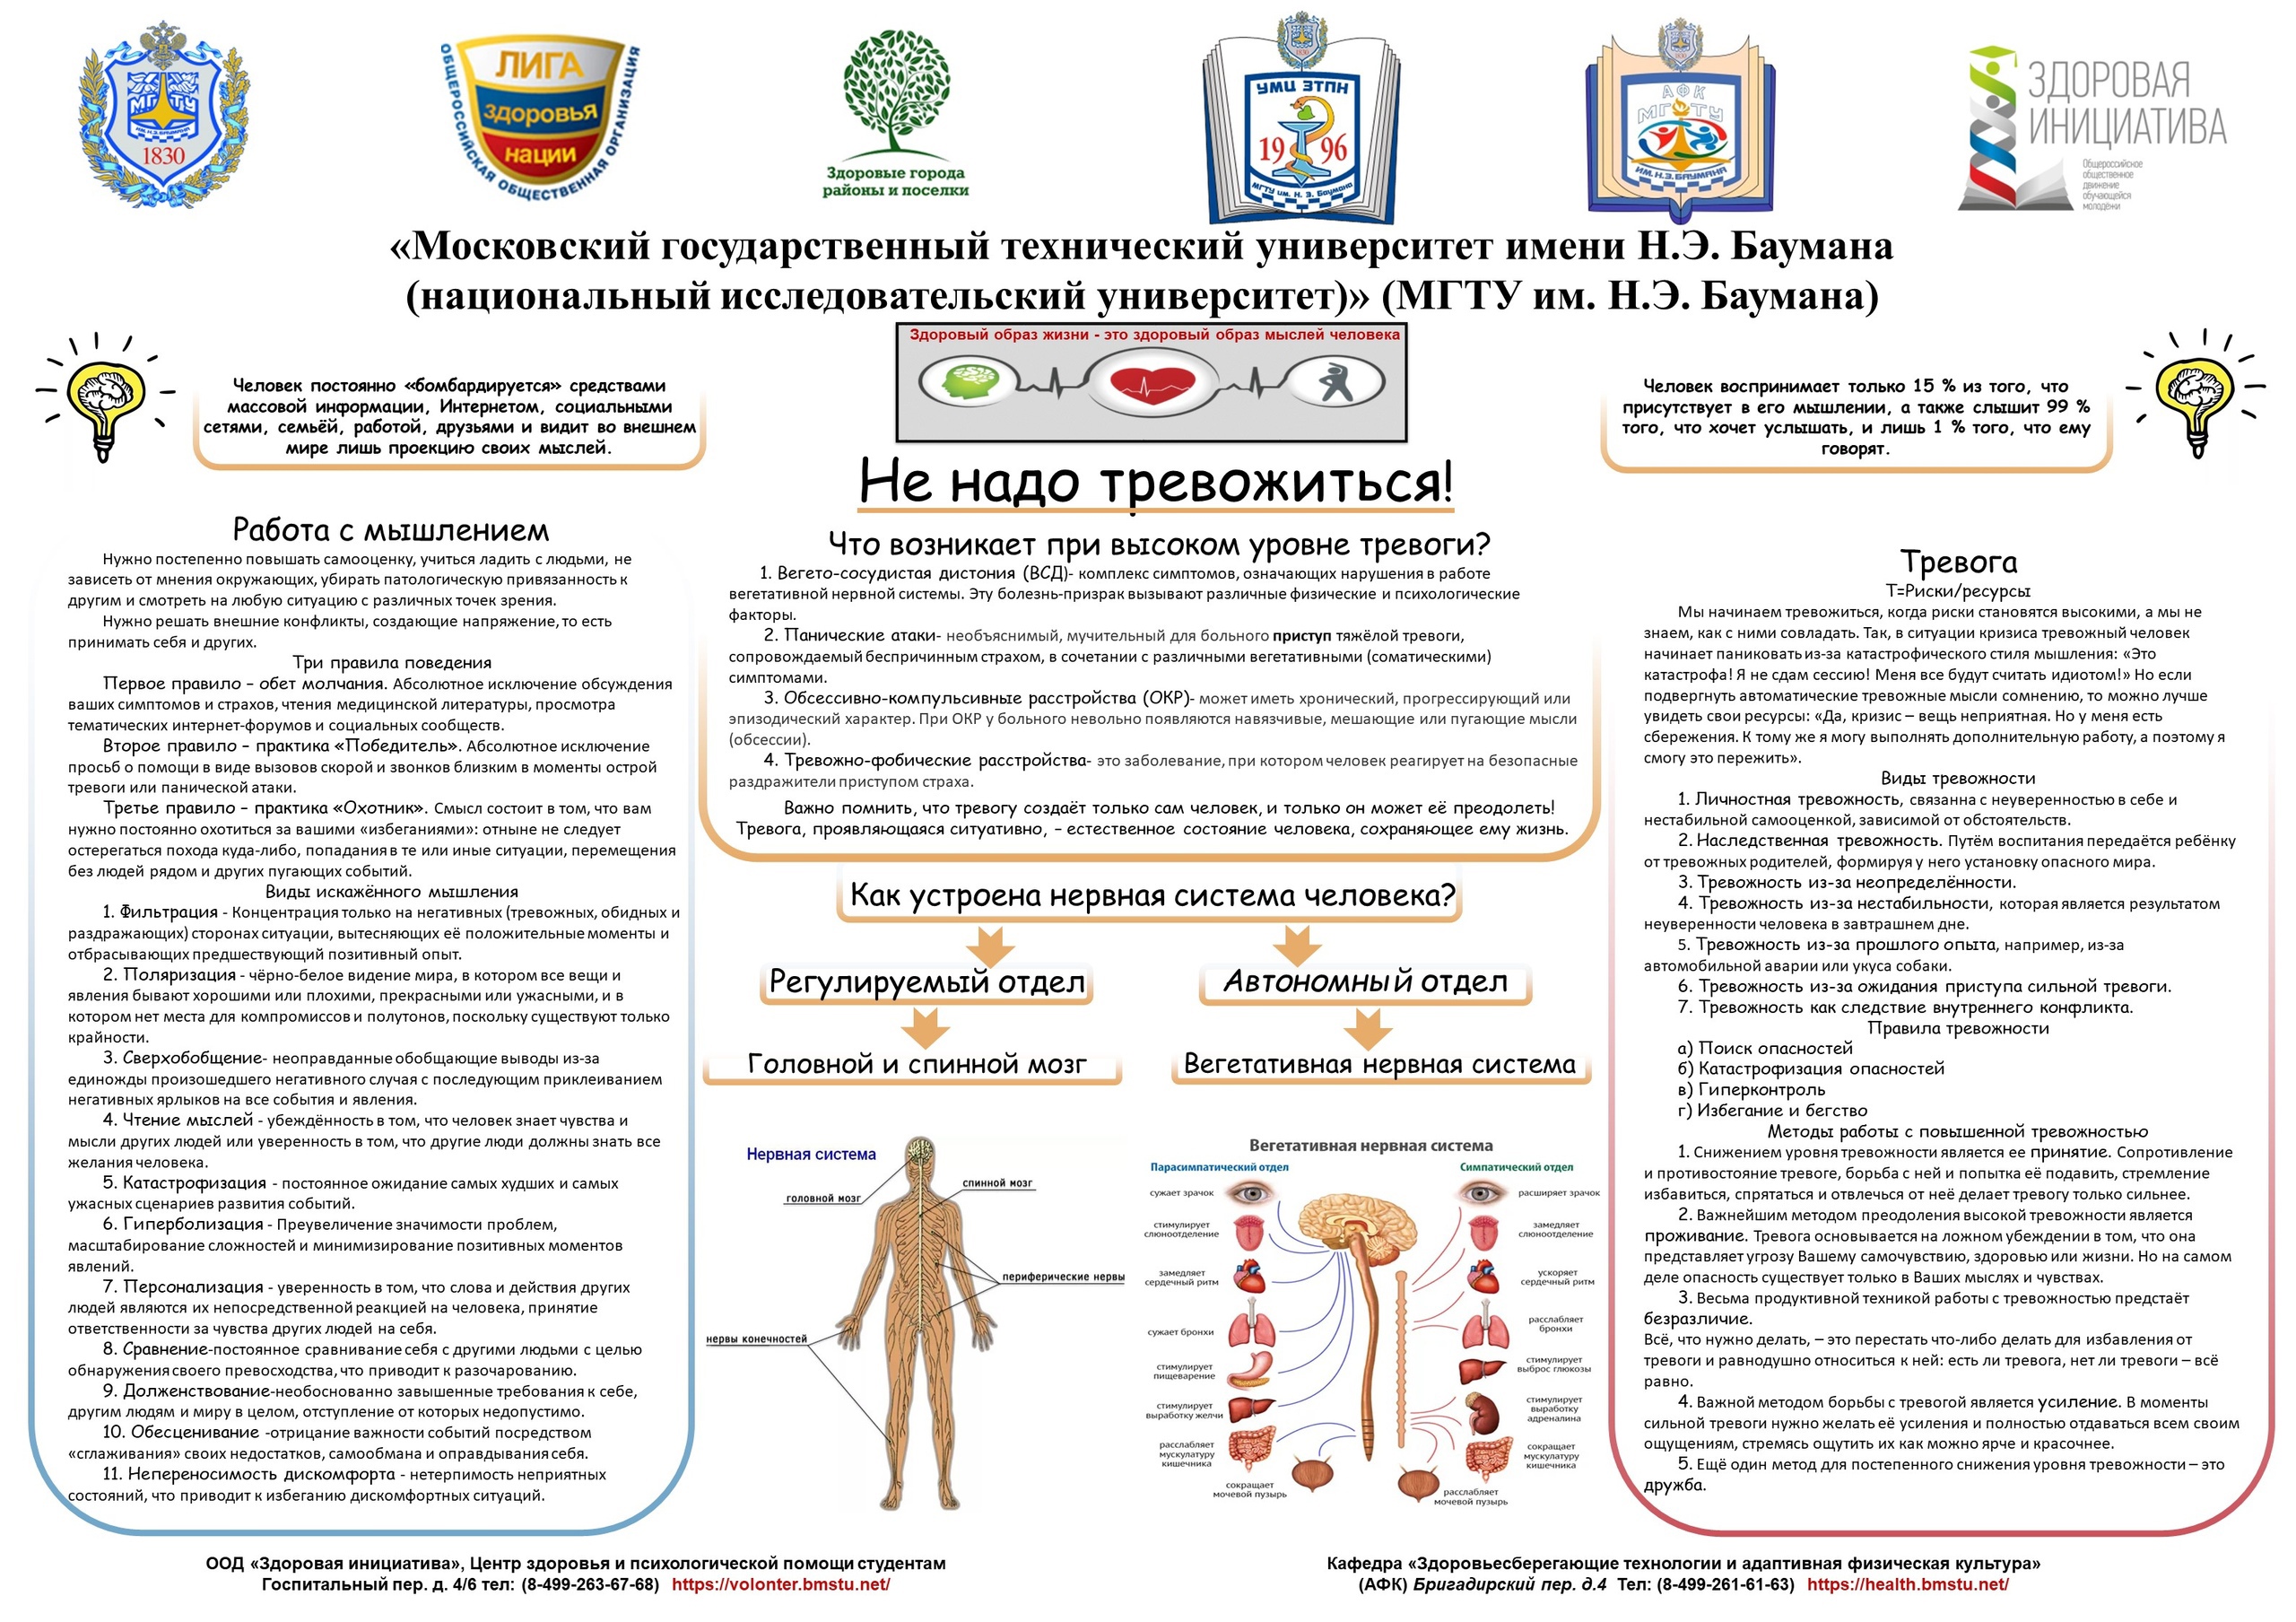 МГТУ
ИМ. Н.Э. БАУМАНА
1830
ЛИГА
здоровья
нации
ОБЩЕРОССИЙСКАЯ ОБЩЕСТВЕННАЯ ОРГАНИЗАЦИЯ
Здоровые города
районы и поселки
1830
УМЦ ЗТПН
19 96
МГТУ им. Н. Э. Баумана
АФК
МГТУ
ИМ. Н.Э. БАУМАНА
ЗДОРОВАЯ
ИНИЦИАТИВА
Общероссийское
общественное
движение
обучающейся
молодёжи
«Московский государственный технический университет имени Н.Э. Баумана
(национальный исследовательский университет)» (МГТУ им. Н.Э. Баумана)
Здоровый образ жизни - это здоровый образ мыслей человека
Человек постоянно «бомбардируется» средствами
массовой информации, Интернетом, социальными
сетями, семьёй, работой, друзьями и видит во внешнем
мире лишь проекцию своих мыслей.
Человек воспринимает только 15 % из того, что
присутствует в его мышлении, а также слышит 99 %
того, что хочет услышать, и лишь 1 % того, что ему
говорят.
Не надо тревожиться!
Работа с мышлением
Нужно постепенно повышать самооценку, учиться ладить с людьми, не
зависеть от мнения окружающих, убирать патологическую привязанность к
другим и смотреть на любую ситуацию с различных точек зрения.
Нужно решать внешние конфликты, создающие напряжение, то есть
принимать себя и других.
Три правила поведения
Первое правило – обет молчания. Абсолютное исключение обсуждения
ваших симптомов и страхов, чтения медицинской литературы, просмотра
тематических интернет-форумов и социальных сообществ.
Второе правило – практика «Победитель». Абсолютное исключение
просьб о помощи в виде вызовов скорой и звонков близким в моменты острой
тревоги или панической атаки.
Третье правило – практика «Охотник». Смысл состоит в том, что вам
нужно постоянно охотиться за вашими «избеганиями»: отныне не следует
остерегаться похода куда-либо, попадания в те или иные ситуации, перемещения
без людей рядом и других пугающих событий.
Виды искажённого мышления
1. Фильтрация - Концентрация только на негативных (тревожных, обидных и
раздражающих) сторонах ситуации, вытесняющих её положительные моменты и
отбрасывающих предшествующий позитивный опыт.
2. Поляризация - чёрно-белое видение мира, в котором все вещи и
явления бывают хорошими или плохими, прекрасными или ужасными, и в
котором нет места для компромиссов и полутонов, поскольку существуют только
крайности.
3. Сверхобобщение- неоправданные обобщающие выводы из-за
единожды произошедшего негативного случая с последующим приклеиванием
негативных ярлыков на все события и явления.
4. Чтение мыслей - убеждённость в том, что человек знает чувства и
мысли других людей или уверенность в том, что другие люди должны знать все
желания человека.
5. Катастрофизация - постоянное ожидание самых худших и самых
ужасных сценариев развития событий.
6. Гиперболизация - Преувеличение значимости проблем,
масштабирование сложностей и минимизирование позитивных моментов
явлений.
7. Персонализация - уверенность в том, что слова и действия других
людей являются их непосредственной реакцией на человека, принятие
ответственности за чувства других людей на себя.
8. Сравнение-постоянное сравнивание себя с другими людьми с целью
обнаружения своего превосходства, что приводит к разочарованию.
9. Долженствование-необоснованно завышенные требования к себе,
другим людям и миру в целом, отступление от которых недопустимо.
10. Обесценивание -отрицание важности событий посредством
«сглаживания» своих недостатков, самообмана и оправдывания себя.
11. Непереносимость дискомфорта - нетерпимость неприятных
состояний, что приводит к избеганию дискомфортных ситуаций.
Что возникает при высоком уровне тревоги?
1. Вегето-сосудистая дистония (ВСД)- комплекс симптомов, означающих нарушения в работе
вегетативной нервной системы. Эту болезнь-призрак вызывают различные физические и психологические
факторы.
2. Панические атаки- необъяснимый, мучительный для больного приступ тяжёлой тревоги,
сопровождаемый беспричинным страхом, в сочетании с различными вегетативными (соматическими)
симптомами.
3. Обсессивно-компульсивные расстройства (ОКР)- может иметь хронический, прогрессирующий или
эпизодический характер. При ОКР у больного невольно появляются навязчивые, мешающие или пугающие мысли
(обсессии).
4. Тревожно-фобические расстройства- это заболевание, при котором человек реагирует на безопасные
раздражители приступом страха.
Важно помнить, что тревогу создаёт только сам человек, и только он может её преодолеть!
Тревога, проявляющаяся ситуативно, – естественное состояние человека, сохраняющее ему жизнь.
Как устроена нервная система человека?
Регулируемый отдел
Автономный отдел
Головной и спинной мозг
Вегетативная нервная система
Нервная система
головной мозг
спинной мозг
периферические нервы
нервы конечностей
Вегетативная нервная система
Парасимпатический отдел
Симпатический отдел
сужает зрачок
расширяет зрачок
стимулирует
слюноотделение
замедляет
слюноотделение
замедляет
сердечный ритм
ускоряет
сердечный ритм
сужает бронхи
расслабляет
бронхи
стимулирует
пищеварение
стимулирует
выброс глюкозы
стимулирует
выработку желчи
стимулирует
выработку
адреналина
расслабляет
мускулатуру
кишечника
сокращает
мускулатуру
кишечника
сокращает
мочевой пузырь
расслабляет
мочевой пузырь
Тревога
Т=Риски/ресурсы
Мы начинаем тревожиться, когда риски становятся высокими, а мы не
знаем, как с ними совладать. Так, в ситуации кризиса тревожный человек
начинает паниковать из-за катастрофического стиля мышления: «Это
катастрофа! Я не сдам сессию! Меня все будут считать идиотом!» Но если
подвергнуть автоматические тревожные мысли сомнению, то можно лучше
увидеть свои ресурсы: «Да, кризис – вещь неприятная. Но у меня есть
сбережения. К тому же я могу выполнять дополнительную работу, а поэтому я
смогу это пережить».
Виды тревожности
1. Личностная тревожность, связанна с неуверенностью в себе и
нестабильной самооценкой, зависимой от обстоятельств.
2. Наследственная тревожность. Путём воспитания передаётся ребёнку
от тревожных родителей, формируя у него установку опасного мира.
3. Тревожность из-за неопределённости.
4. Тревожность из-за нестабильности, которая является результатом
неуверенности человека в завтрашнем дне.
5. Тревожность из-за прошлого опыта, например, из-за
автомобильной аварии или укуса собаки.
6. Тревожность из-за ожидания приступа сильной тревоги.
7. Тревожность как следствие внутреннего конфликта.
Правила тревожности
а) Поиск опасностей
б) Катастрофизация опасностей
в) Гиперконтроль
г) Избегание и бегство
Методы работы с повышенной тревожностью
1. Снижением уровня тревожности является ее принятие. Сопротивление
и противостояние тревоге, борьба с ней и попытка её подавить, стремление
избавиться, спрятаться и отвлечься от неё делает тревогу только сильнее.
2. Важнейшим методом преодоления высокой тревожности является
проживание. Тревога основывается на ложном убеждении в том, что она
представляет угрозу Вашему самочувствию, здоровью или жизни. Но на самом
деле опасность существует только в Ваших мыслях и чувствах.
3. Весьма продуктивной техникой работы с тревожностью предстаёт
безразличие.
Всё, что нужно делать, – это перестать что-либо делать для избавления от
тревоги и равнодушно относиться к ней: есть ли тревога, нет ли тревоги – всё
равно.
4. Важной методом борьбы с тревогой является усиление. В моменты
сильной тревоги нужно желать её усиления и полностью отдаваться всем своим
ощущениям, стремясь ощутить их как можно ярче и красочнее.
5. Ещё один метод для постепенного снижения уровня тревожности – это
дружба.
ООД «Здоровая инициатива», Центр здоровья и психологической помощи студентам
Госпитальный пер. д. 4/6 тел: (8-499-263-67-68) https://volonter.bmstu.net/
Кафедра «Здоровьесберегающие технологии и адаптивная физическая культура»
(АФК) Бригадирский пер. д.4 Тел: (8-499-261-61-63) https://health.bmstu.net/